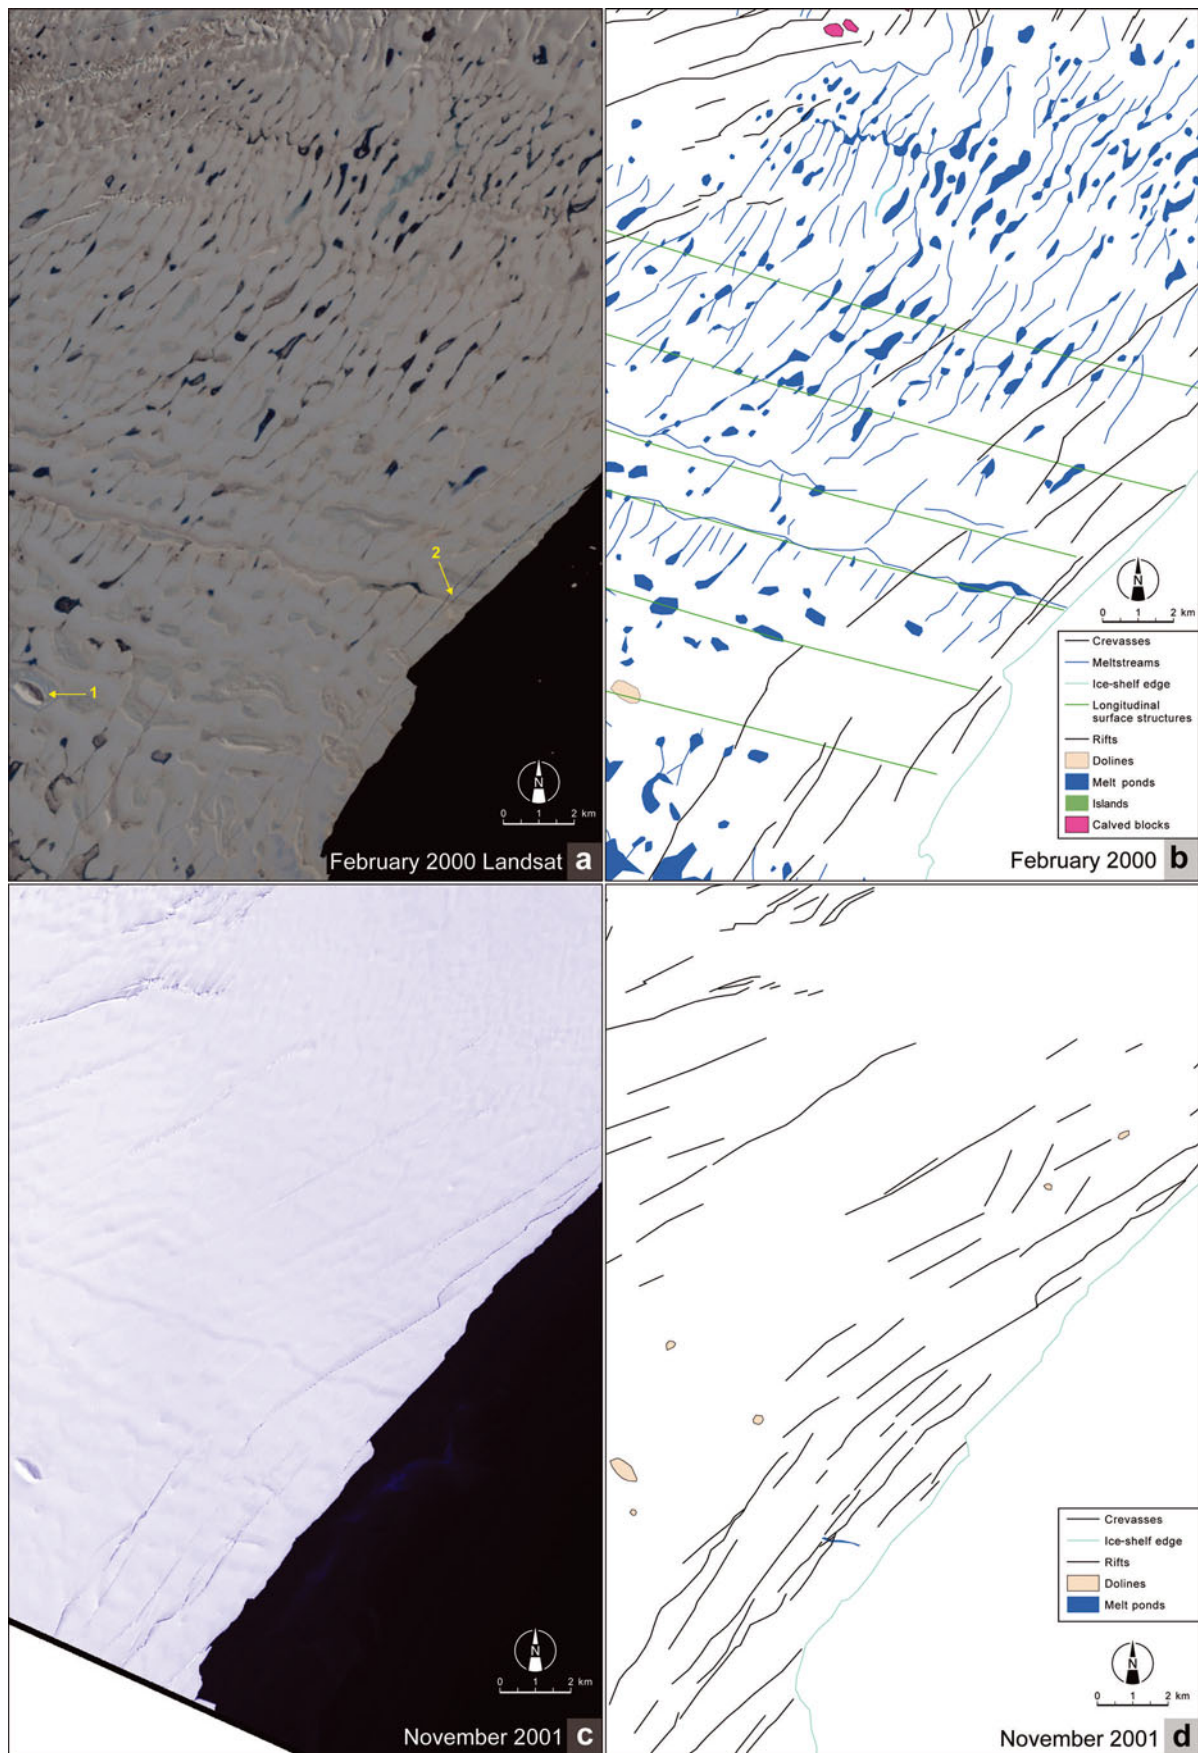 1
2
N
0 1 2 km
February 2000 Landsat a
N
0 1 2 km
Crevasses
Meltstreams
Ice-shelf edge
Longitudinal
surface structures
Rifts
Dolines
Melt ponds
Islands
Calved blocks
February 2000 b
N
0 1 2 km
November 2001 c
Crevasses
Ice-shelf edge
Rifts
Dolines
Melt ponds
N
0 1 2 km
November 2001 d